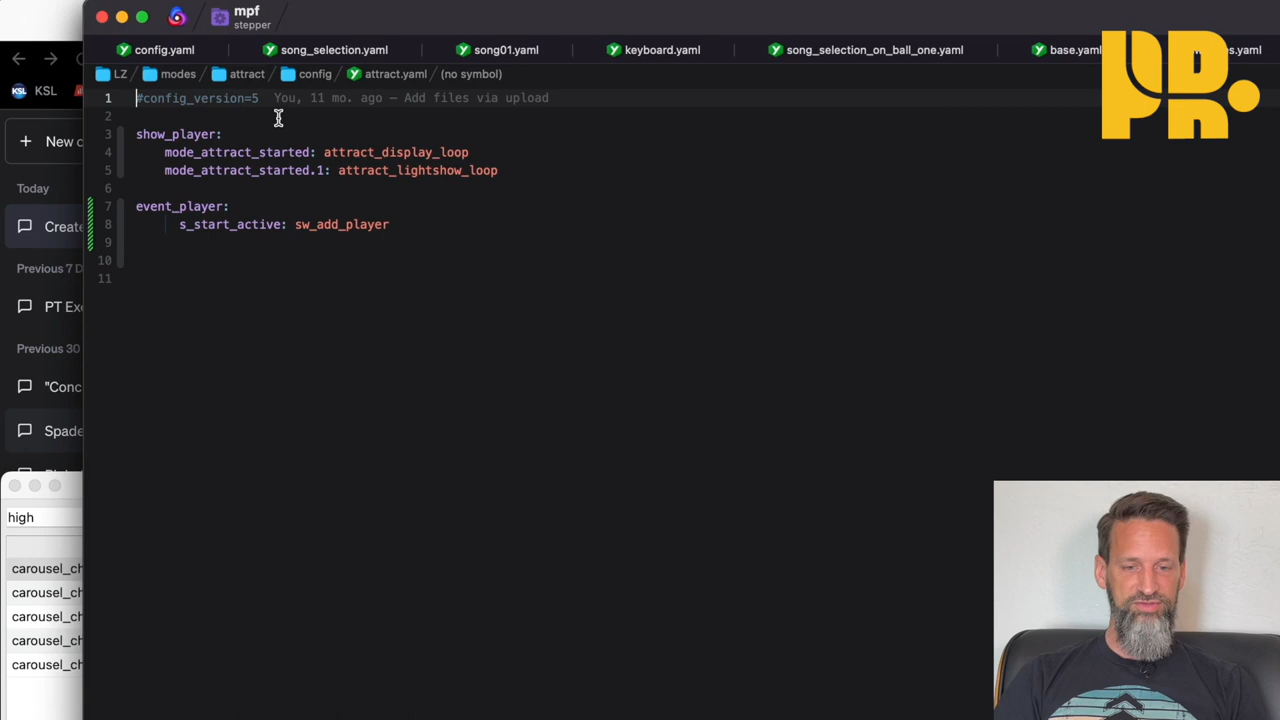 mpf
stepper
config.yaml
song_selection.yaml
song01.yaml
keyboard.yaml
song_selection_on_ball_one.yaml
base.yaml
es.yaml
LZ
modes
attract
config
attract.yaml
(no symbol)
1 #config_version=5 You, 11 mo. ago — Add files via upload
2
3 show_player:
4 mode_attract_started: attract_display_loop
5 mode_attract_started.1: attract_lightshow_loop
6
7 event_player:
8 s_start_active: sw_add_player
9
10
11
KSL
+ New c
Today
Create
Previous 7 D
PT Exe
Previous 30
"Conc
Spade
high
carousel_ch
carousel_ch
carousel_ch
carousel_ch
carousel_ch